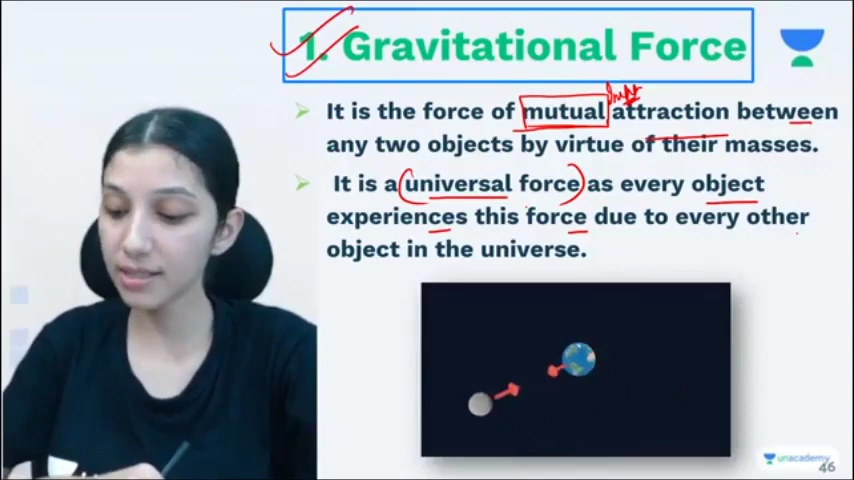 1. Gravitational Force
It is the force of mutual attraction between
any two objects by virtue of their masses.
It is a universal force as every object
experiences this force due to every other
object in the universe.
unacademy
46